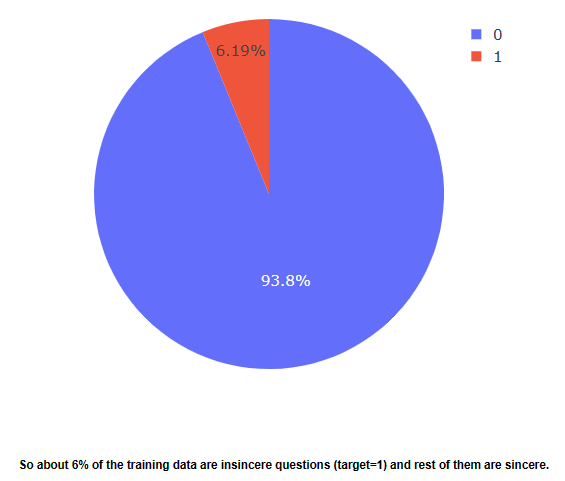 6.19%
0
1
93.8%
So about 6% of the training data are insincere questions (target=1) and rest of them are sincere.